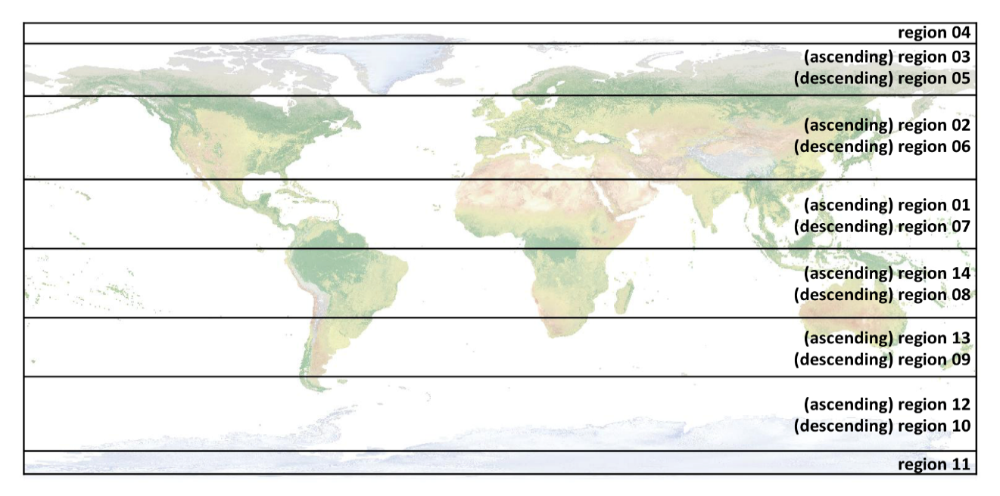 region 04
(ascending) region 03
(descending) region 05
(ascending) region 02
(descending) region 06
(ascending) region 01
(descending) region 07
(ascending) region 14
(descending) region 08
(ascending) region 13
(descending) region 09
(ascending) region 12
(descending) region 10
region 11